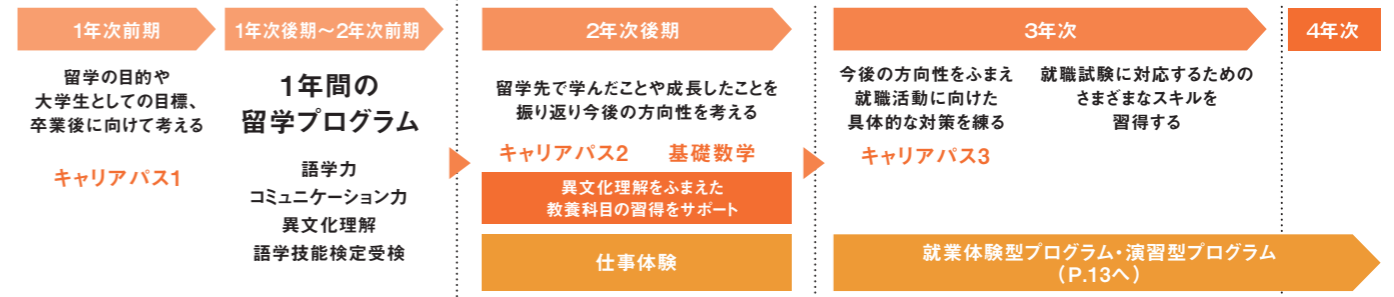 1年次前期
留学の目的や
大学生としての目標、
卒業後に向けて考える
キャリアパス1
1年次後期〜2年次前期
1年間の
留学プログラム
語学力
コミュニケーション力
異文化理解
語学技能検定受検
2年次後期
留学先で学んだことや成長したことを
振り返り今後の方向性を考える
キャリアパス2 基礎数学
異文化理解をふまえた
教養科目の習得をサポート
仕事体験
3年次
今後の方向性をふまえ
就職活動に向けた
具体的な対策を練る
キャリアパス3
就職試験に対応するための
さまざまなスキルを
習得する
4年次
就業体験型プログラム・演習型プログラム
（P.13へ）